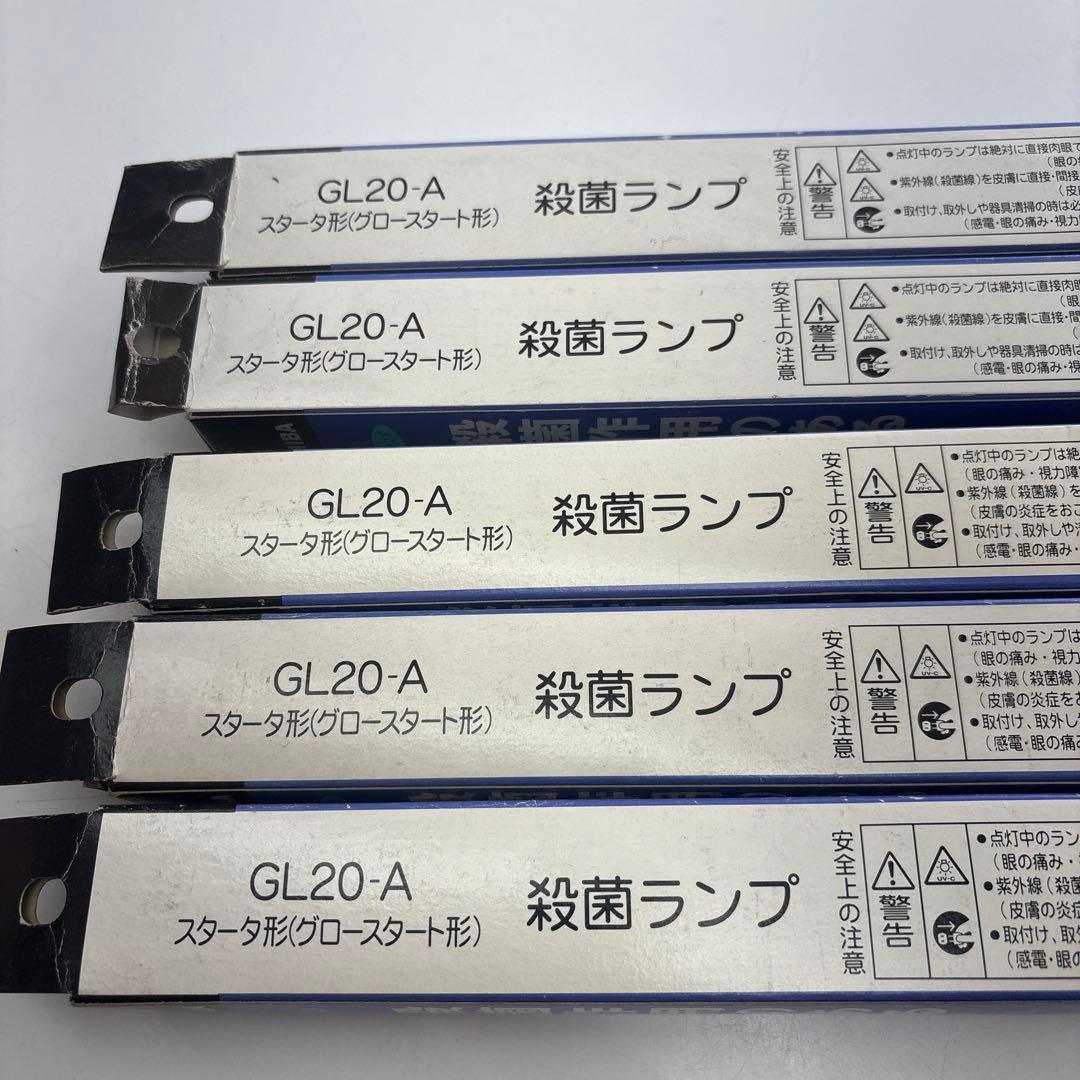 GL20-A
スタータ形(グロースタート形)
殺菌ランプ
安全上の注意
警告
UV-C
●点灯中のランプは絶対に直接肉眼で
(眼の
●紫外線(殺菌線)を皮膚に直接・間接
(皮
●取付け、取外しや器具清掃の時は必
(感電・眼の痛み・視力
GL20-A
スタータ形(グロースタート形)
殺菌ランプ
安全上の注意
警告
●点灯中のランプは絶対に直接肉眼
(眼
●紫外線(殺菌線)を皮膚に直接・間
●取付け、取外しや器具清掃の時は
(感電・眼の痛み・視
IBA
殺菌作用のある
GL20-A
スタータ形(グロースタート形)
殺菌ランプ
安全上の注意
警告
UV-C
●点灯中のランプは絶
(眼の痛み・視力障
●紫外線(殺菌線)を
(皮膚の炎症をおこ
●取付け、取外しや
(感電・眼の痛み・
GL20-A
スタータ形(グロースタート形)
殺菌ランプ
安全上の注意
警告
UV-C
●点灯中のランプは
(眼の痛み・視力
●紫外線(殺菌線)
(皮膚の炎症を
●取付け、取外し
(感電・眼の痛み
GL20-A
スタータ形(グロースタート形)
殺菌ランプ
安全上の注意
警告
UV-C
●点灯中のラン
(眼の痛み・
●紫外線(殺菌
(皮膚の炎症
●取付け、取外
(感電・眼の